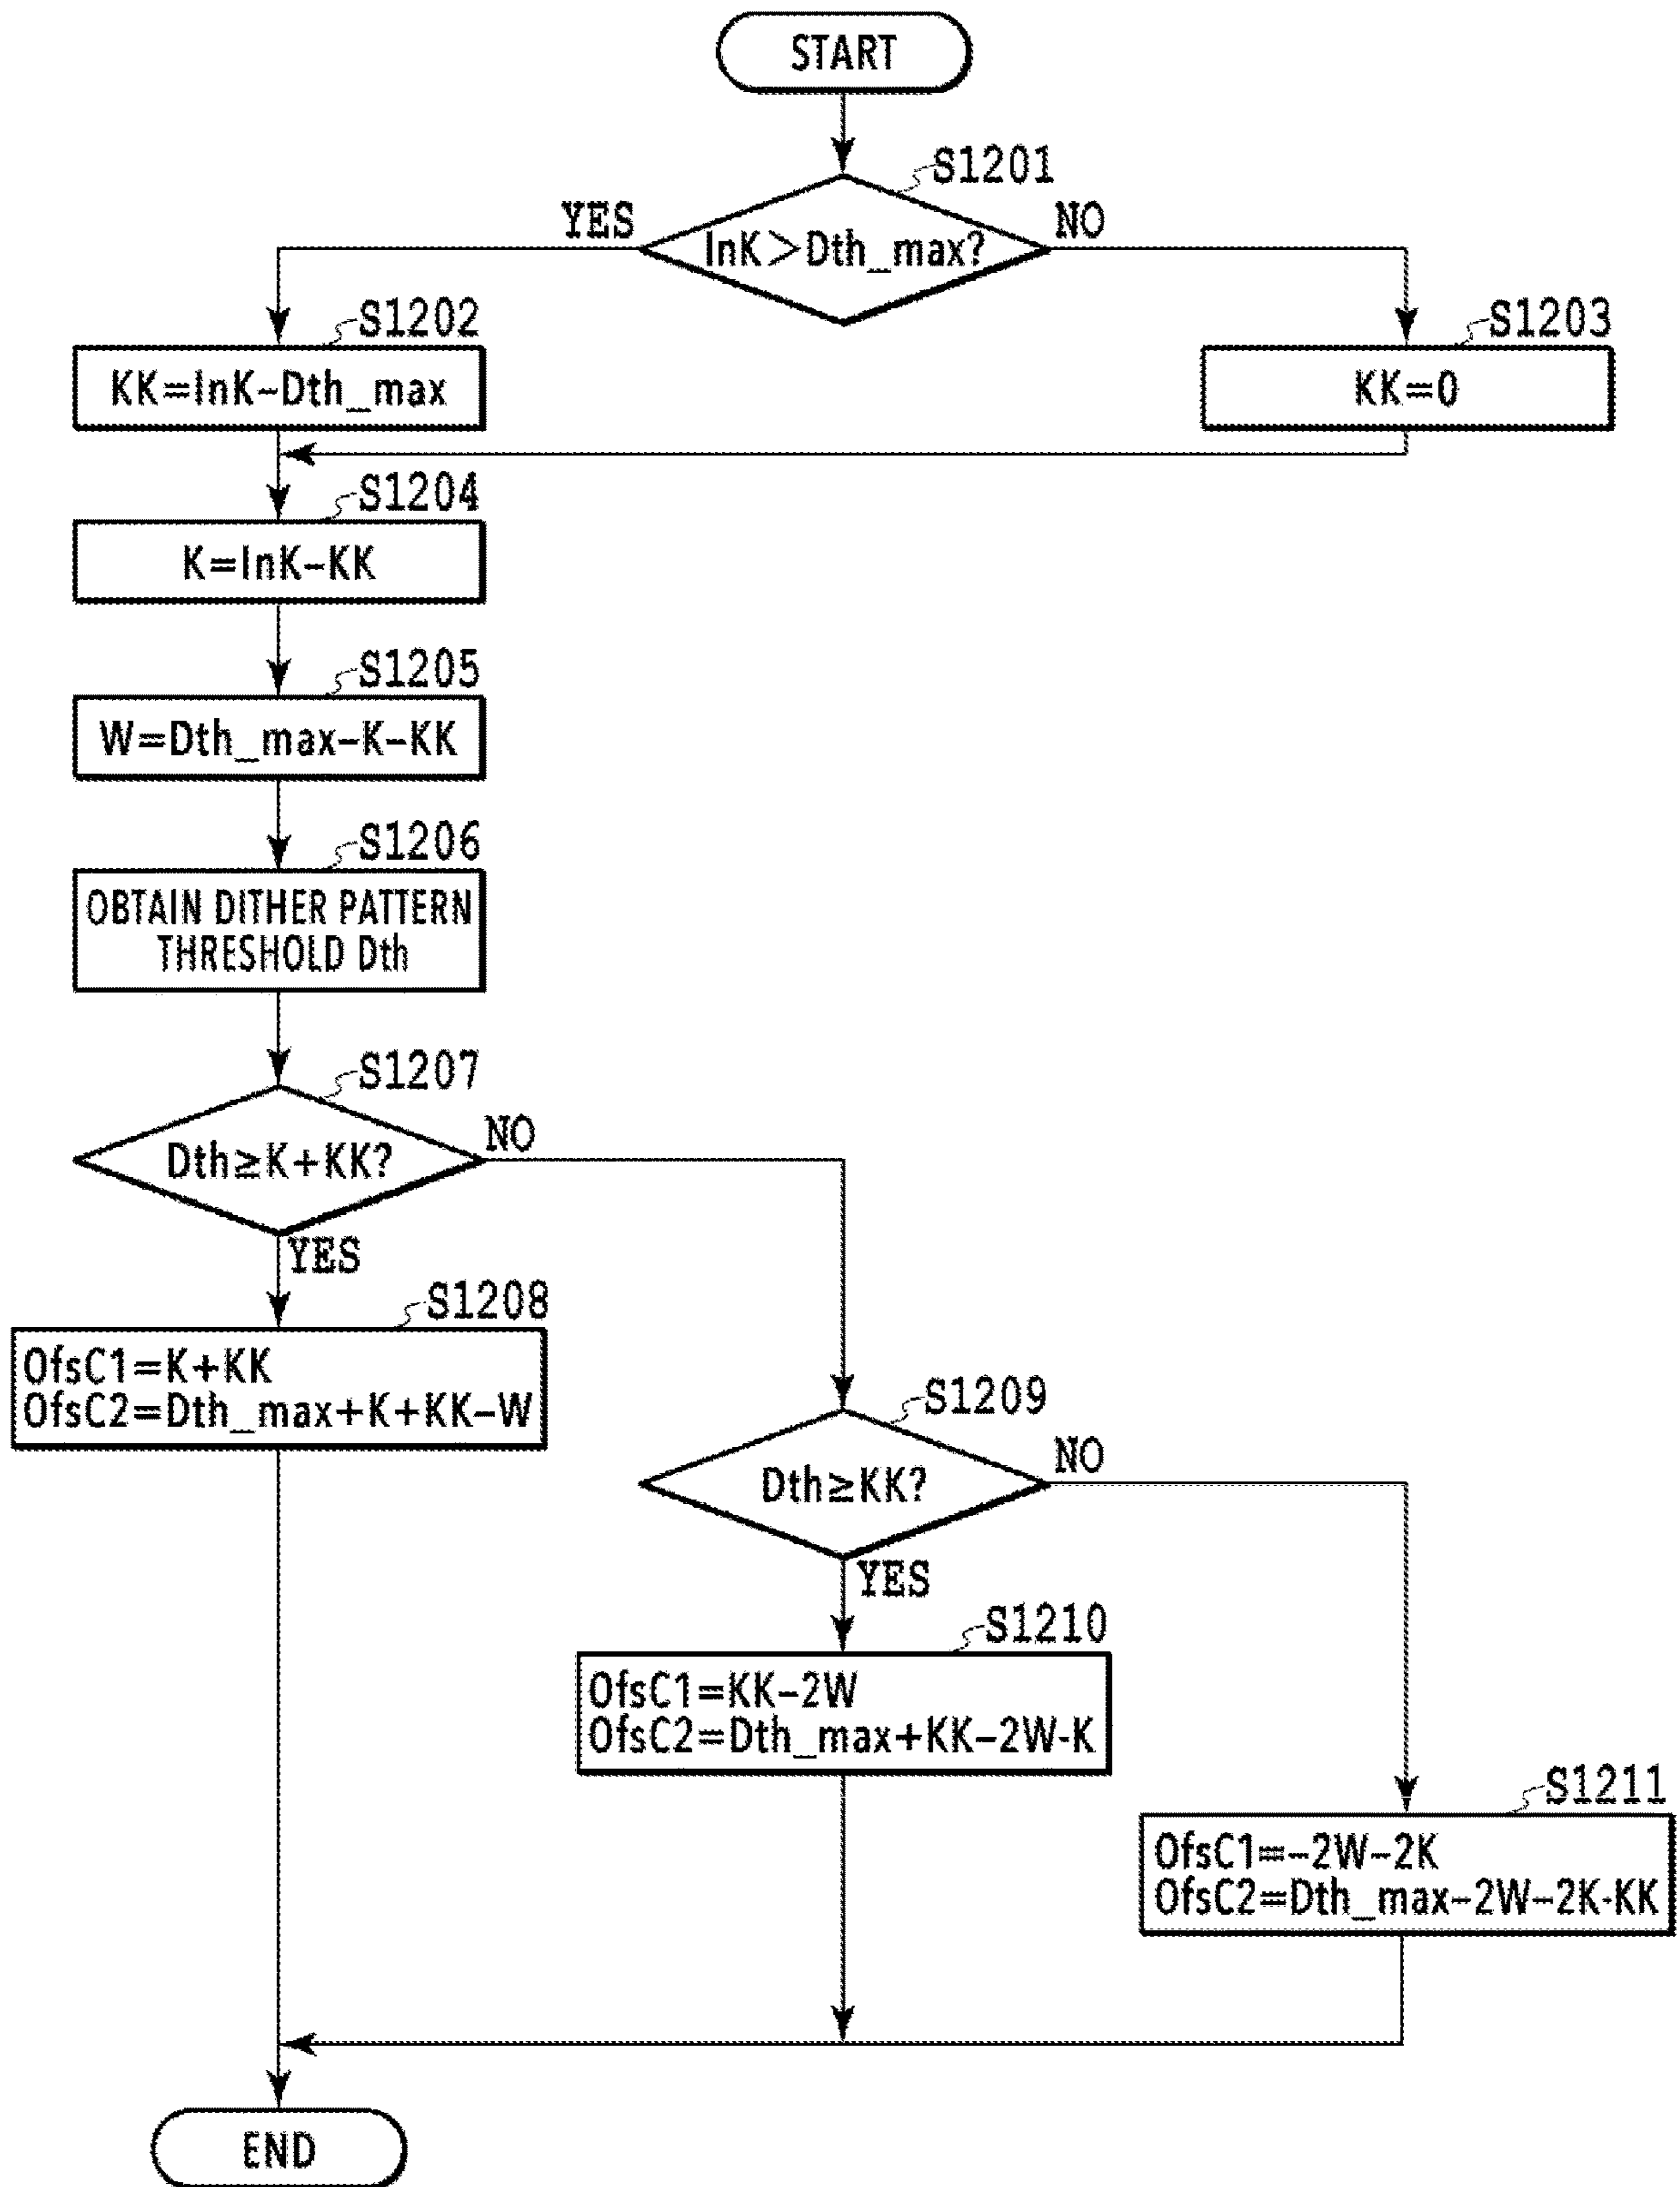 START
S1201
YES
NO
InK>Dth_max?
S1202
S1203
KK=InK–Dth_max
KK=0
S1204
K=InK–KK
S1205
W=Dth_max–K–KK
S1206
OBTAIN DITHER PATTERN
THRESHOLD Dth
S1207
NO
Dth≥K+KK?
YES
S1208
OfsC1=K+KK
OfsC2=Dth_max+K+KK–W
S1209
NO
Dth≥KK?
YES
S1210
OfsC1=KK–2W
OfsC2=Dth_max+KK–2W-K
S1211
OfsC1=–2W–2K
OfsC2=Dth_max–2W–2K-KK
END